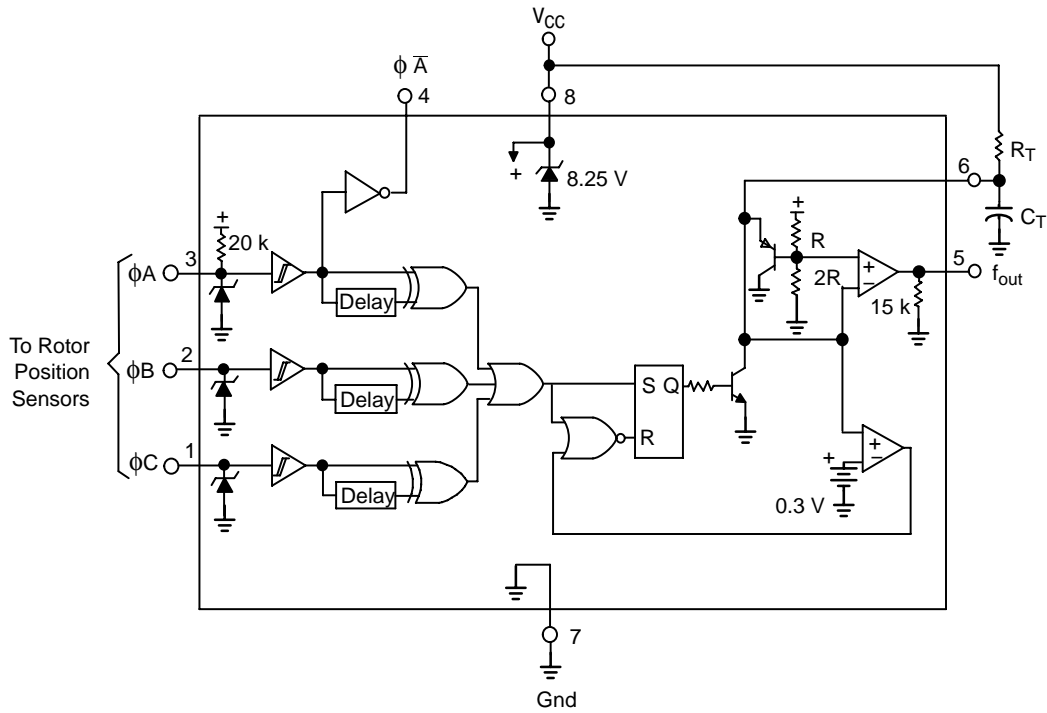 V_CC
ϕ A̅
4
8
+
8.25 V
6
R_T
C_T
+
20 k
3
ϕA
Delay
+
R
2R
+
−
5
f_out
15 k
To Rotor
Position
Sensors
2
ϕB
Delay
S Q
R
1
ϕC
Delay
+
0.3 V
+
−
7
Gnd